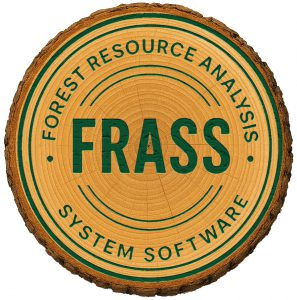 FOREST RESOURCE ANALYSIS
FRASS
SYSTEM SOFTWARE